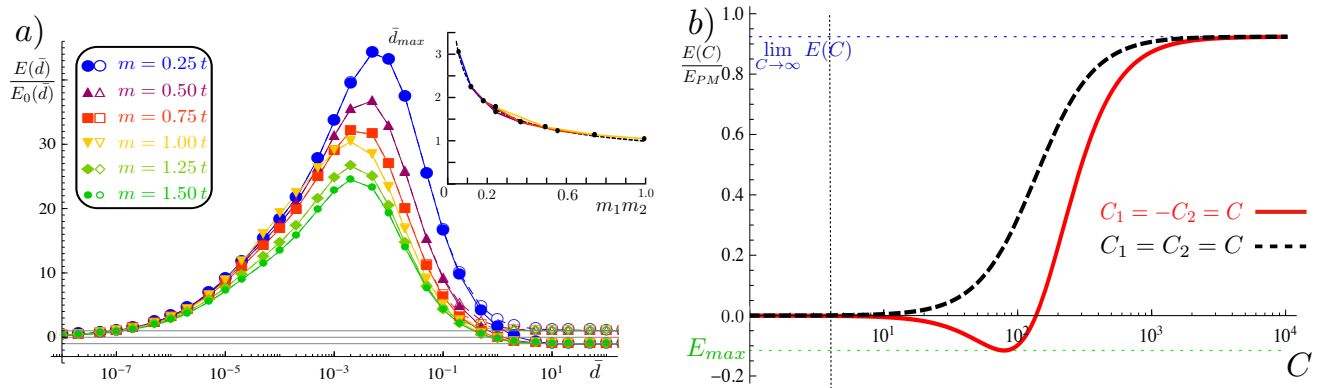 a)
E(d̄)
E₀(d̄)
m = 0.25 t
m = 0.50 t
m = 0.75 t
m = 1.00 t
m = 1.25 t
m = 1.50 t
30
20
10
0
10⁻⁷
10⁻⁵
10⁻³
10⁻¹
10¹
d̄
d̄max
3
2
1
0
0.2
0.6
1.0
m₁m₂
b)
E(C)
E_PM
1.0
0.8
0.6
0.4
0.2
0.0
−0.2
lim E(C)
C→∞
C₁ = −C₂ = C
C₁ = C₂ = C
E_max
10
10²
10³
10⁴
C